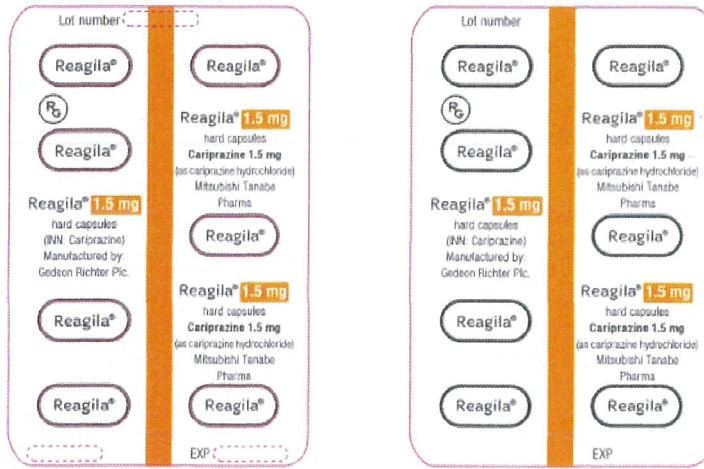 Lot number
Reagila®
RG
Reagila®
Reagila® 1.5 mg
hard capsules
(INN: Cariprazine)
Manufactured by:
Gedeon Richter Plc.
Reagila®
Reagila®
Reagila®
Reagila® 1.5 mg
hard capsules
Cariprazine 1.5 mg
(as cariprazine hydrochloride)
Mitsubishi Tanabe
Pharma
Reagila®
Reagila® 1.5 mg
hard capsules
Cariprazine 1.5 mg
(as cariprazine hydrochloride)
Mitsubishi Tanabe
Pharma
Reagila®
EXP
Lot number
Reagila®
RG
Reagila®
Reagila® 1.5 mg
hard capsules
(INN: Cariprazine)
Manufactured by:
Gedeon Richter Plc.
Reagila®
Reagila®
Reagila®
Reagila® 1.5 mg
hard capsules
Cariprazine 1.5 mg
(as cariprazine hydrochloride)
Mitsubishi Tanabe
Pharma
Reagila®
Reagila® 1.5 mg
hard capsules
Cariprazine 1.5 mg
(as cariprazine hydrochloride)
Mitsubishi Tanabe
Pharma
Reagila®
EXP